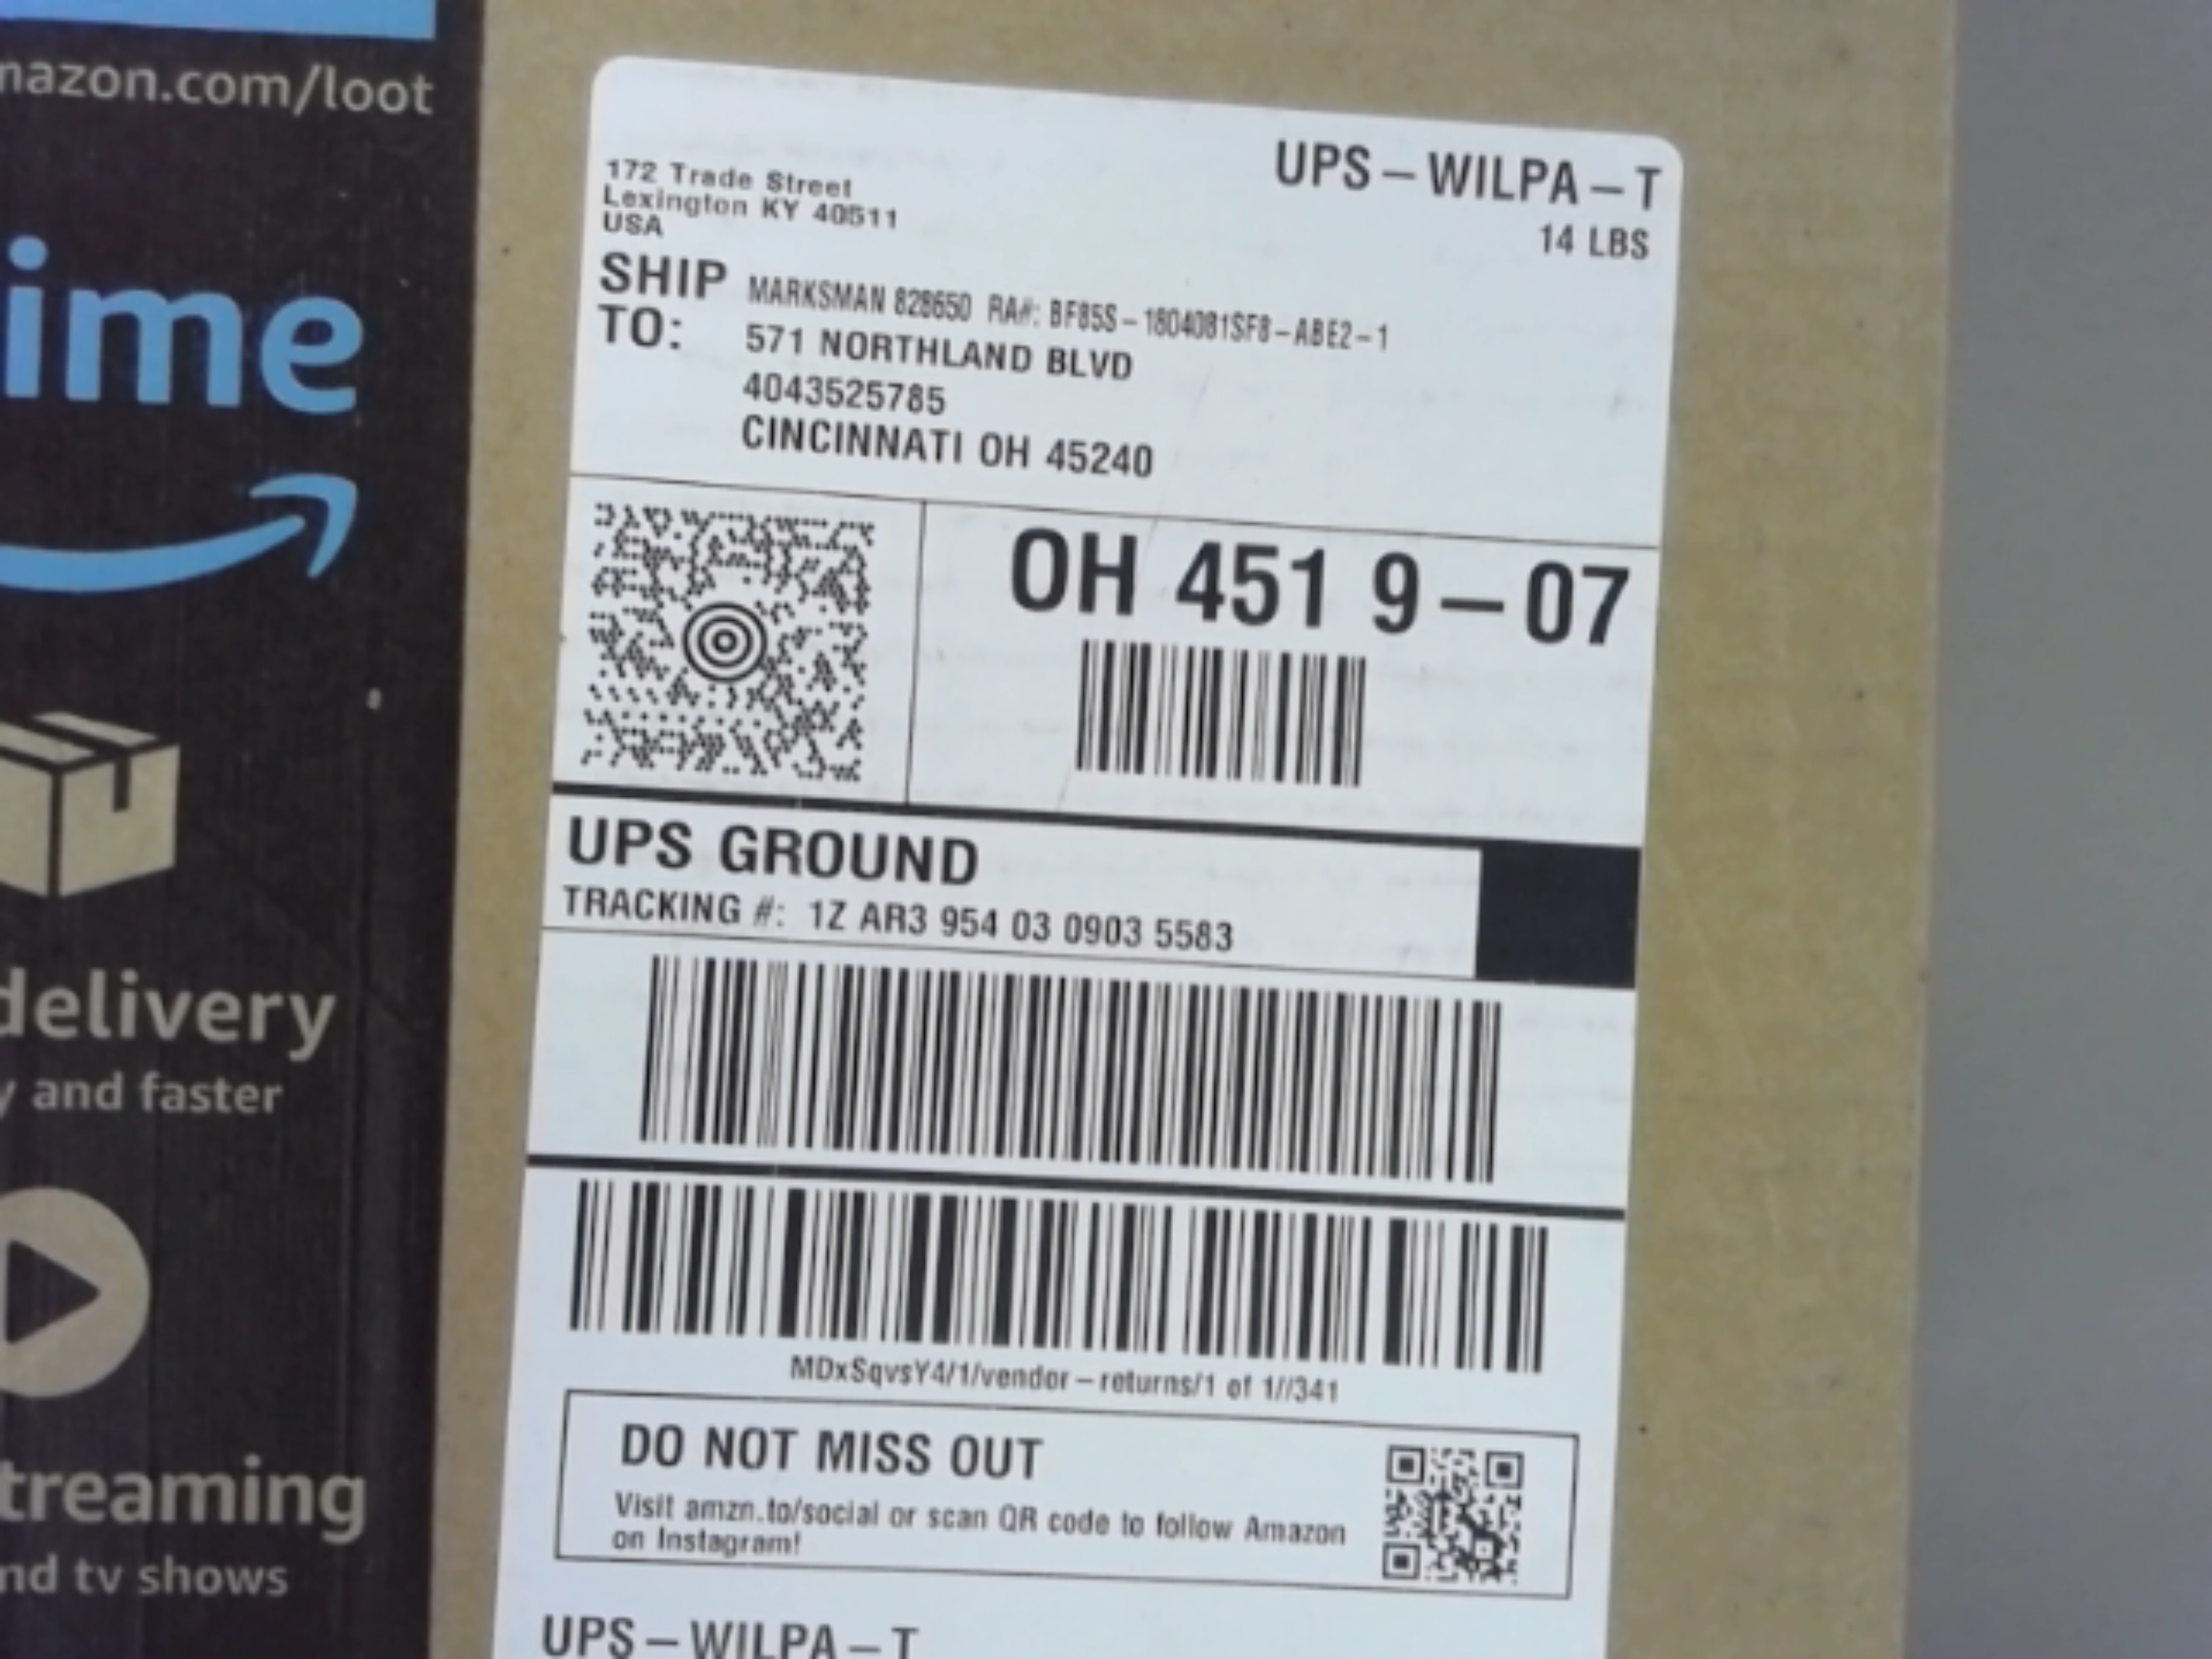 mazon.com/loot
ime
delivery
y and faster
treaming
nd tv shows
UPS – WILPA – T
14 LBS
172 Trade Street
Lexington KY 40511
USA
SHIP TO:
MARKSMAN 828650 RA#: BF85S – 1804081SF8 – ABE2 – 1
571 NORTHLAND BLVD
4043525785
CINCINNATI OH 45240
OH 451 9 – 07
UPS GROUND
TRACKING #: 1Z AR3 954 03 0903 5583
MDxSqvsY4/1/vendor – returns/1 of 1//341
DO NOT MISS OUT
Visit amzn.to/social or scan QR code to follow Amazon
on Instagram!
UPS – WILPA – T